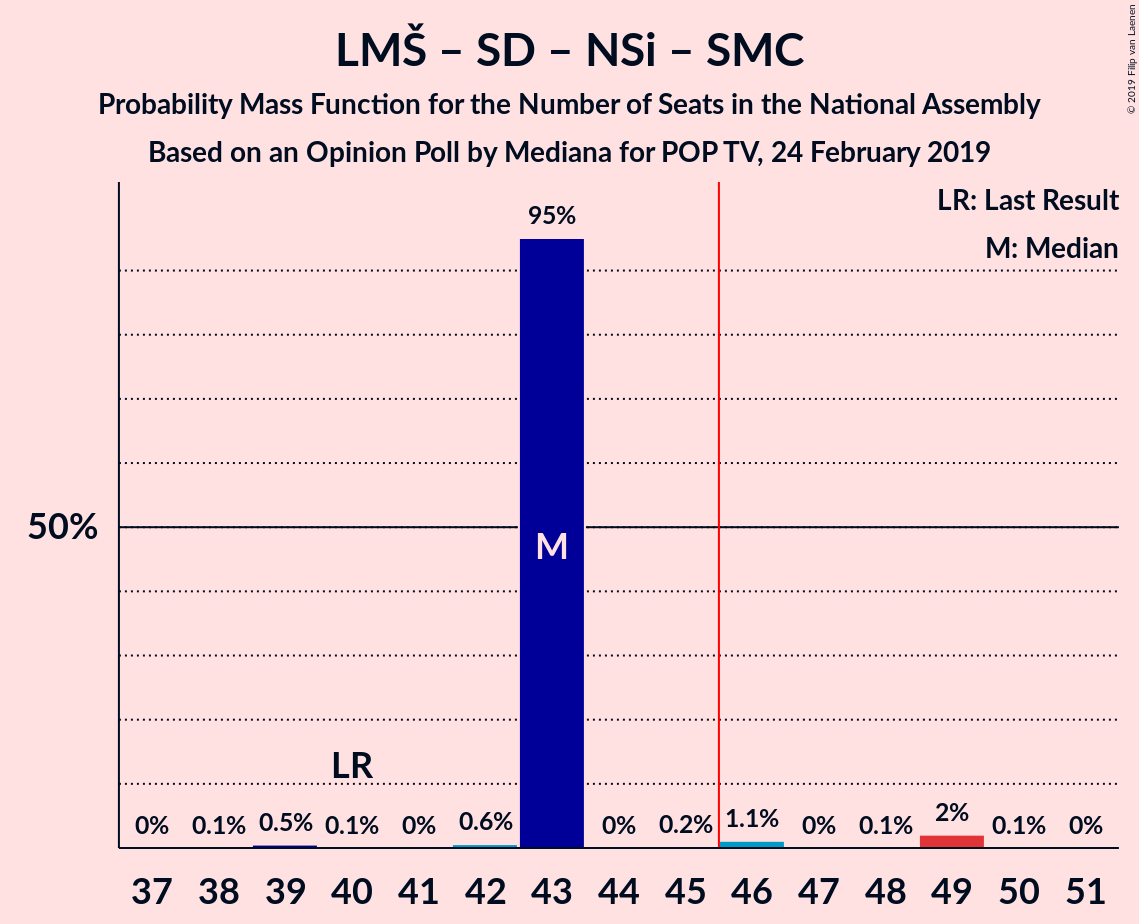 LMŠ – SD – NSi – SMC
Probability Mass Function for the Number of Seats in the National Assembly
Based on an Opinion Poll by Mediana for POP TV, 24 February 2019
© 2019 Filip van Laenen
LR: Last Result
M: Median
95%
50%
M
LR
0% 0.1% 0.5% 0.1% 0% 0.6% 0% 0.2% 1.1% 0% 0.1% 2% 0.1% 0%
37 38 39 40 41 42 43 44 45 46 47 48 49 50 51